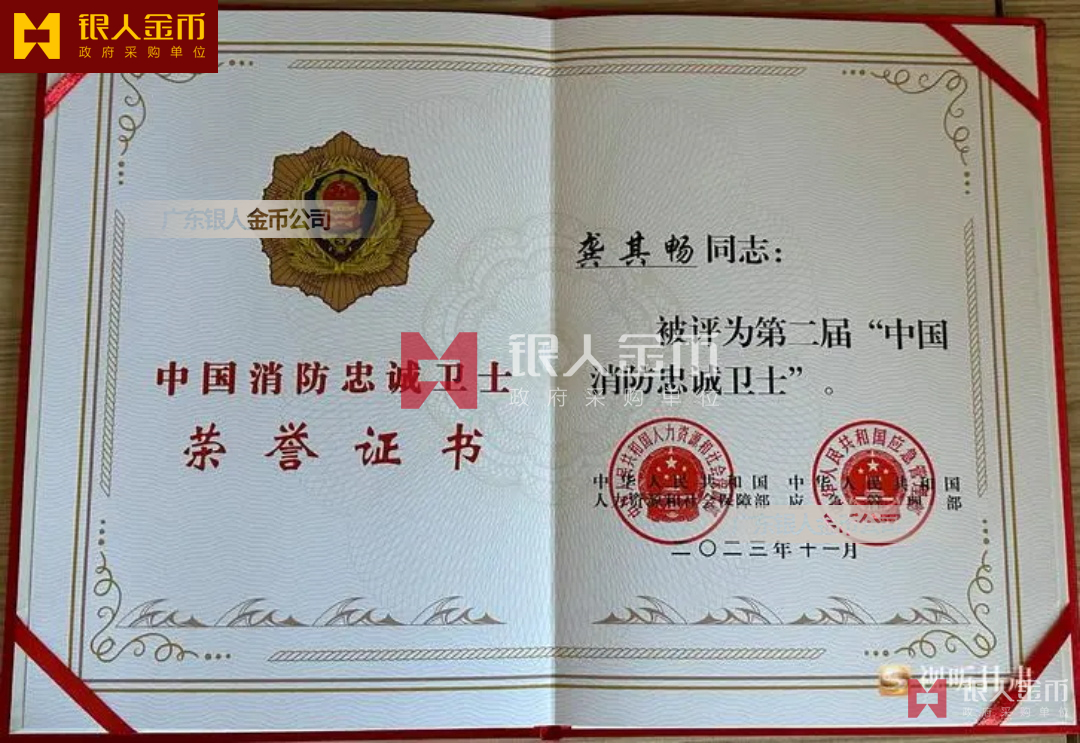 银人金币
政府采购单位
广东银人金币公司
中国消防忠诚卫士
荣誉证书
龚其畅同志：
被评为第二届“中国
消防忠诚卫士”。
银人金币
政府采购单位
中华人民共和国
人力资源和社会保障部
中华人民共和国
应急管理部
二〇二三年十一月
视听甘肃
银人金币
政府采购单位